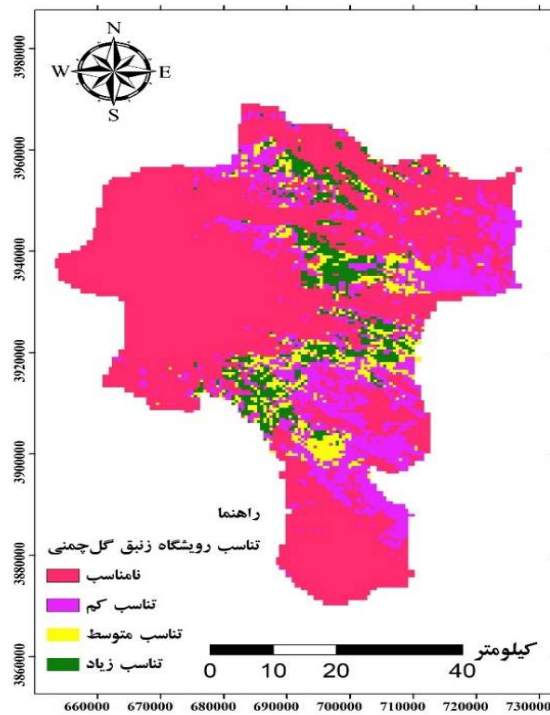 N
W E
S
3980000
3960000
3940000
3920000
3900000
3880000
3860000
راهنما
تناسب رویشگاه زنبق گل‌چمنی
نامناسب
تناسب کم
تناسب متوسط
تناسب زیاد
کیلومتر
0 10 20 40
660000 670000 680000 690000 700000 710000 720000 730000